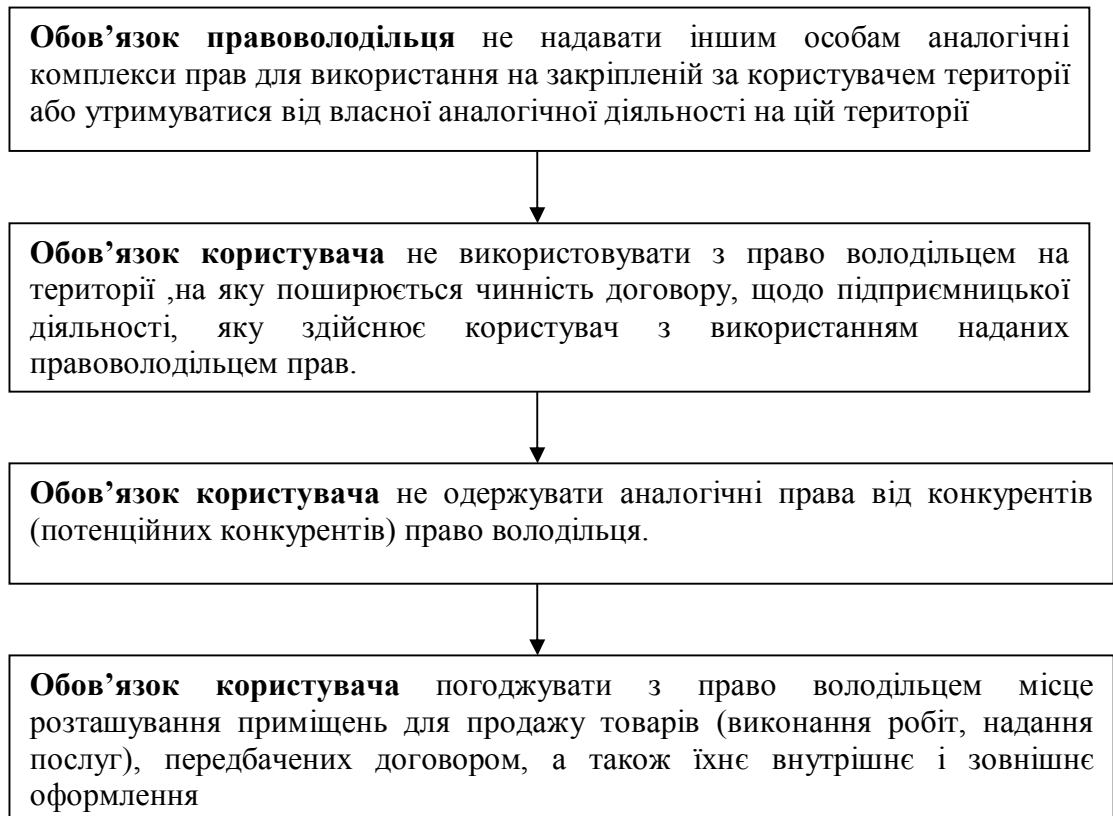 Обов’язок правоволодільця не надавати іншим особам аналогічні
комплекси прав для використання на закріпленій за користувачем території
або утримуватися від власної аналогічної діяльності на цій території
Обов’язок користувача не використовувати з право володільцем на
території ,на яку поширюється чинність договору, щодо підприємницької
діяльності, яку здійснює користувач з використанням наданих
правоволодільцем прав.
Обов’язок користувача не одержувати аналогічні права від конкурентів
(потенційних конкурентів) право володільця.
Обов’язок користувача погоджувати з право володільцем місце
розташування приміщень для продажу товарів (виконання робіт, надання
послуг), передбачених договором, а також їхнє внутрішнє і зовнішнє
оформлення